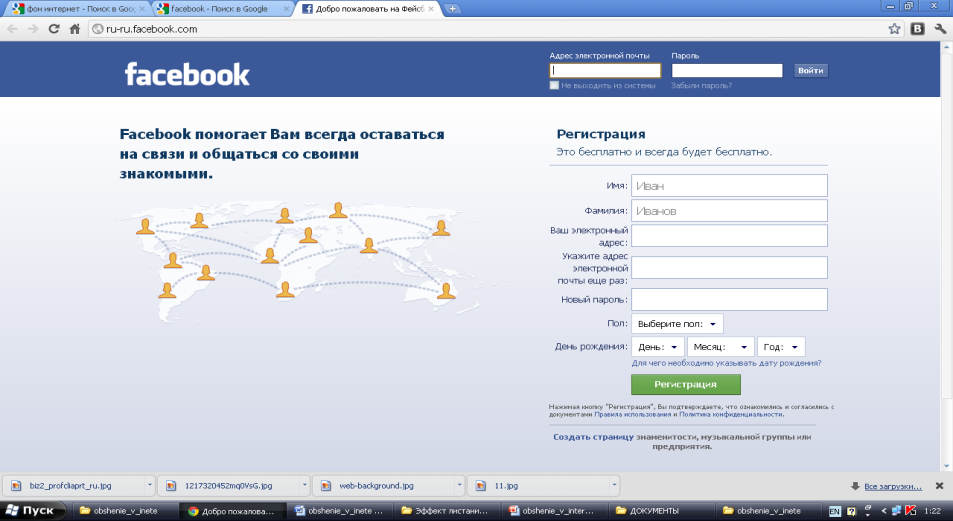 фон интернет - Поиск в Goog
facebook - Поиск в Google
Добро пожаловать на Фейсб
ru-ru.facebook.com
facebook
Адрес электронной почты
Пароль
Войти
Не выходить из системы
Забыли пароль?
Facebook помогает Вам всегда оставаться
на связи и общаться со своими
знакомыми.
Регистрация
Это бесплатно и всегда будет бесплатно.
Имя:
Иван
Фамилия:
Иванов
Ваш электронный
адрес:
Укажите адрес
электронной
почты еще раз:
Новый пароль:
Пол:
Выберите пол:
День рождения:
День:
Месяц:
Год:
Для чего необходимо указывать дату рождения?
Регистрация
Нажимая кнопку "Регистрация", Вы подтверждаете, что ознакомились и согласились с
документами Правила использования и Политика конфиденциальности.
Создать страницу знаменитости, музыкальной группы или
предприятия.
biz2_profdiaprt_ru.jpg
1217320452mq0VsG.jpg
web-background.jpg
11.jpg
Все загрузки...
Пуск
obshenie_v_inete
Добро пожалова...
obshenie_v_inete ...
Эффект листани...
obshenie_v_inter...
ДОКУМЕНТЫ
obshenie_v_inete
EN
1:22